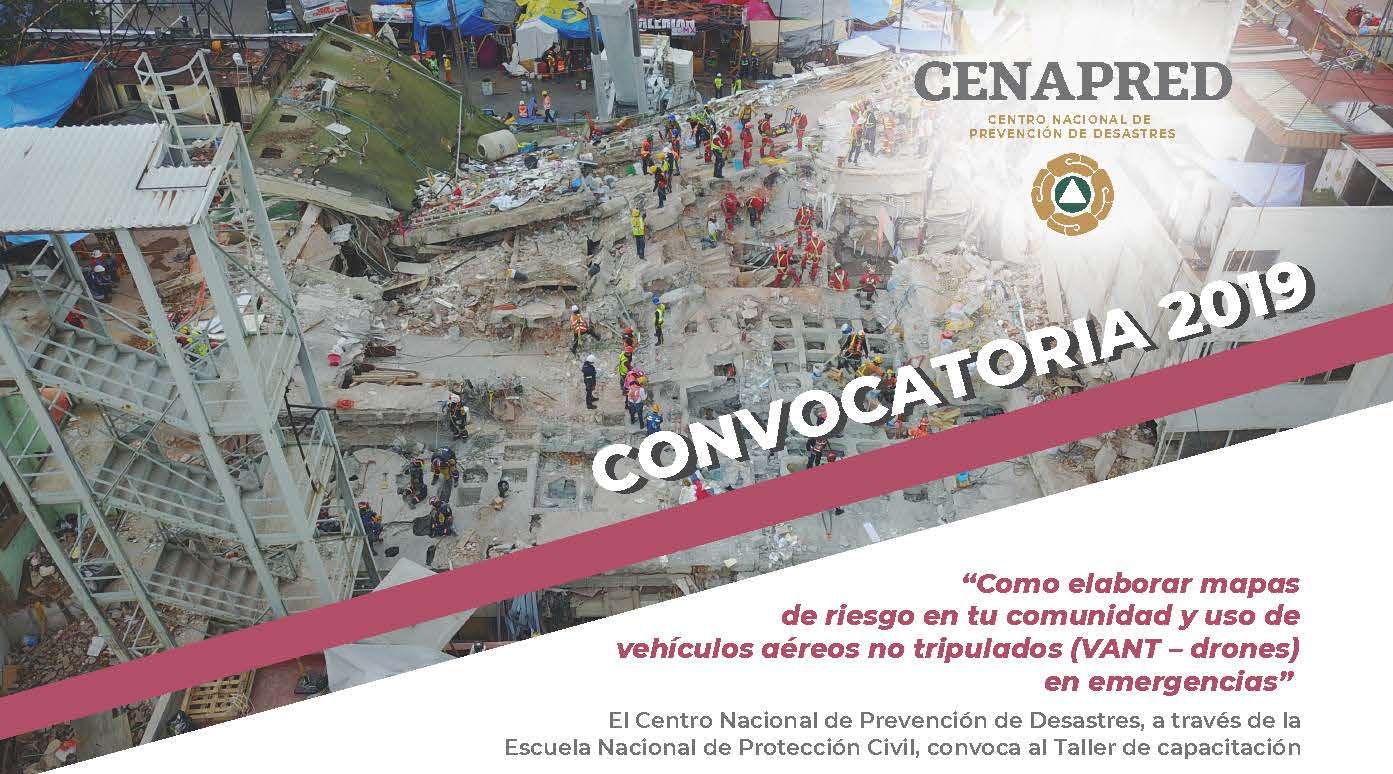 CENAPRED
CENTRO NACIONAL DE
PREVENCIÓN DE DESASTRES
CONVOCATORIA 2019
“Como elaborar mapas
de riesgo en tu comunidad y uso de
vehículos aéreos no tripulados (VANT – drones)
en emergencias”
El Centro Nacional de Prevención de Desastres, a través de la
Escuela Nacional de Protección Civil, convoca al Taller de capacitación